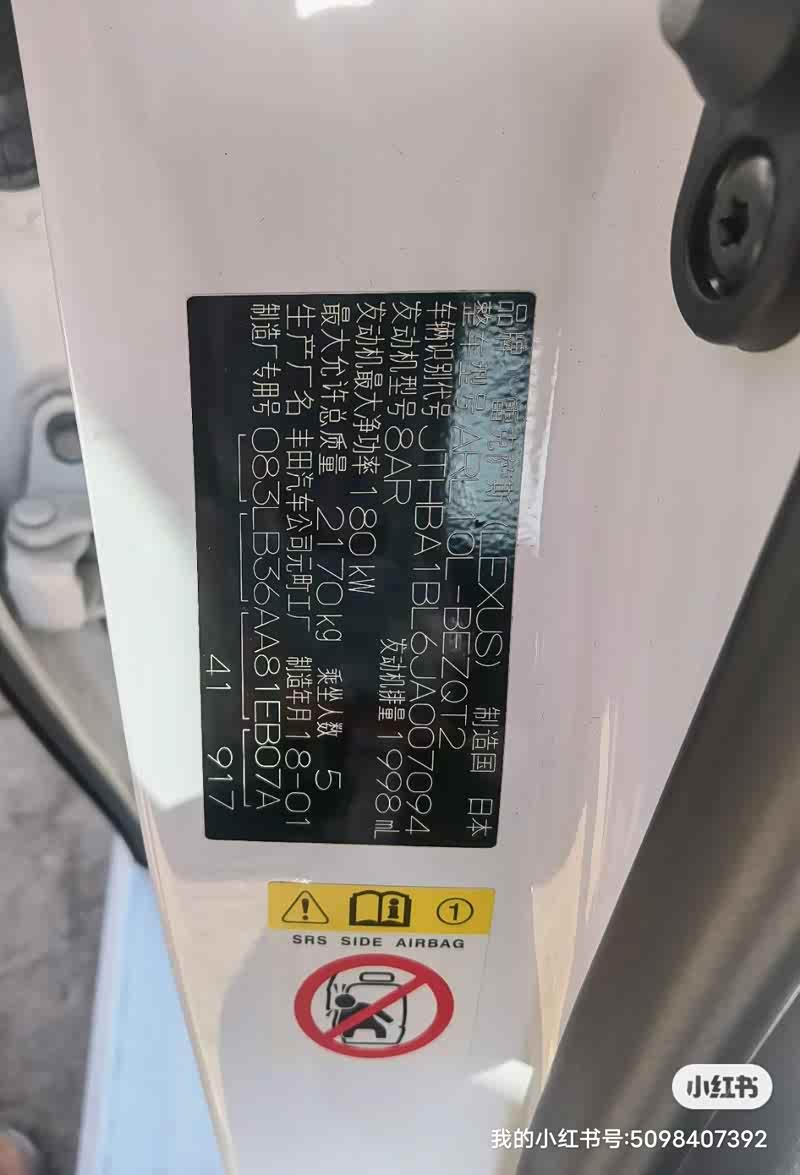 品牌 雷克萨斯 (LEXUS) 制造国 日本
整车型号 ARL10L-BEZQT2
车辆识别代号 JTHBA1BL6JA007094
发动机型号 8AR 发动机排量 1998 ml
发动机最大净功率 180 kW
最大允许总质量 2170 kg 乘坐人数 5
生产厂名 丰田汽车公司元町工厂 制造年月 18-01
制造厂专用号 083LB36AA81EB07A
41 917
1
SRS SIDE AIRBAG
小红书
我的小红书号:5098407392